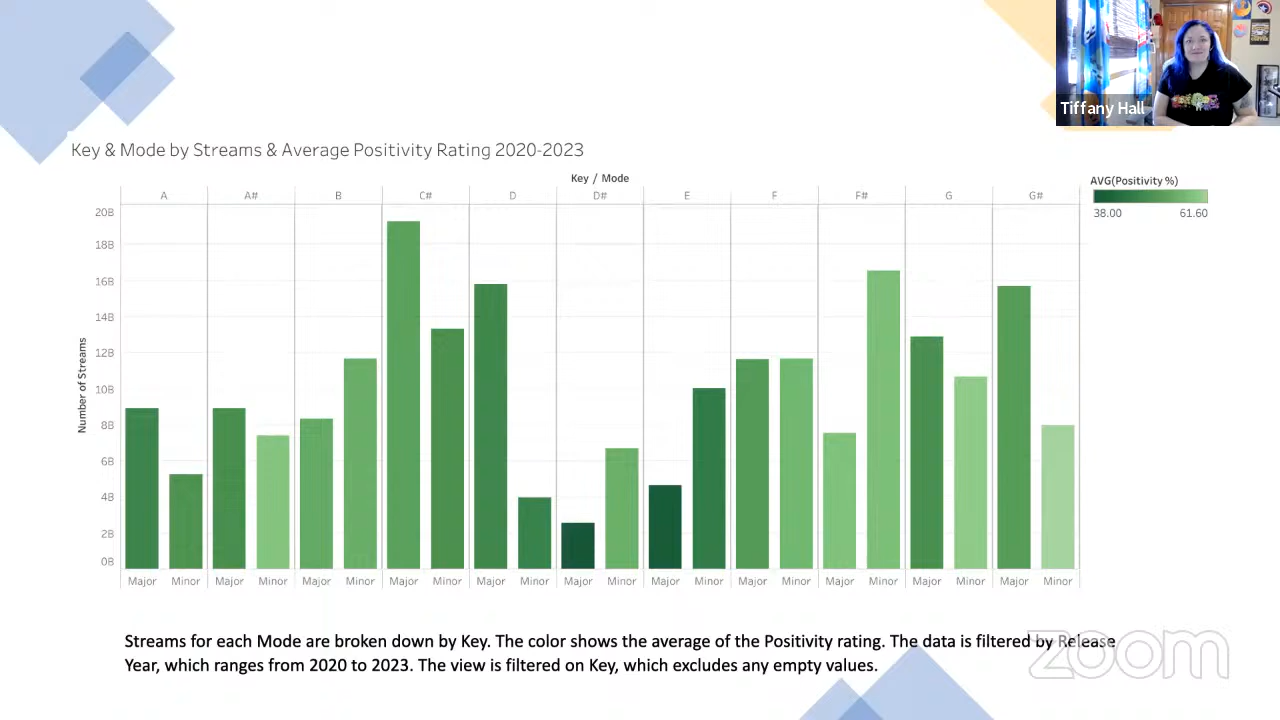 Tiffany Hall
Key & Mode by Streams & Average Positivity Rating 2020-2023
Key / Mode
A A# B C# D D# E F F# G G#
AVG(Positivity %)
38.00 61.60
Number of Streams
20B
18B
16B
14B
12B
10B
8B
6B
4B
2B
0B
Major Minor Major Minor Major Minor Major Minor Major Minor Major Minor Major Minor Major Minor Major Minor Major Minor Major Minor
Streams for each Mode are broken down by Key. The color shows the average of the Positivity rating. The data is filtered by Release
Year, which ranges from 2020 to 2023. The view is filtered on Key, which excludes any empty values.
zoom